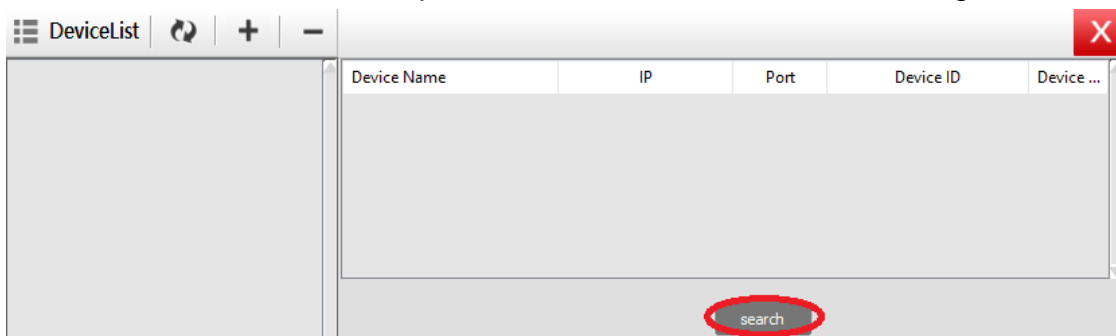 DeviceList
X
Device Name IP Port Device ID Device ...
search